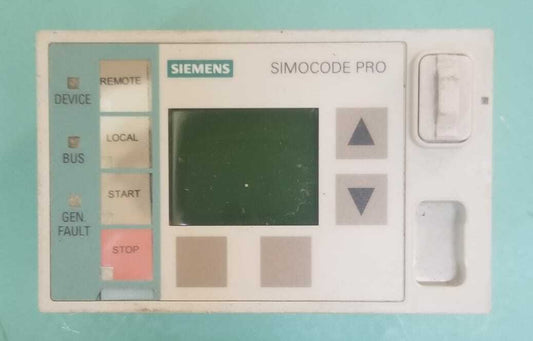 SIEMENS
SIMOCODE PRO
DEVICE
BUS
GEN.
FAULT
REMOTE
LOCAL
START
STOP